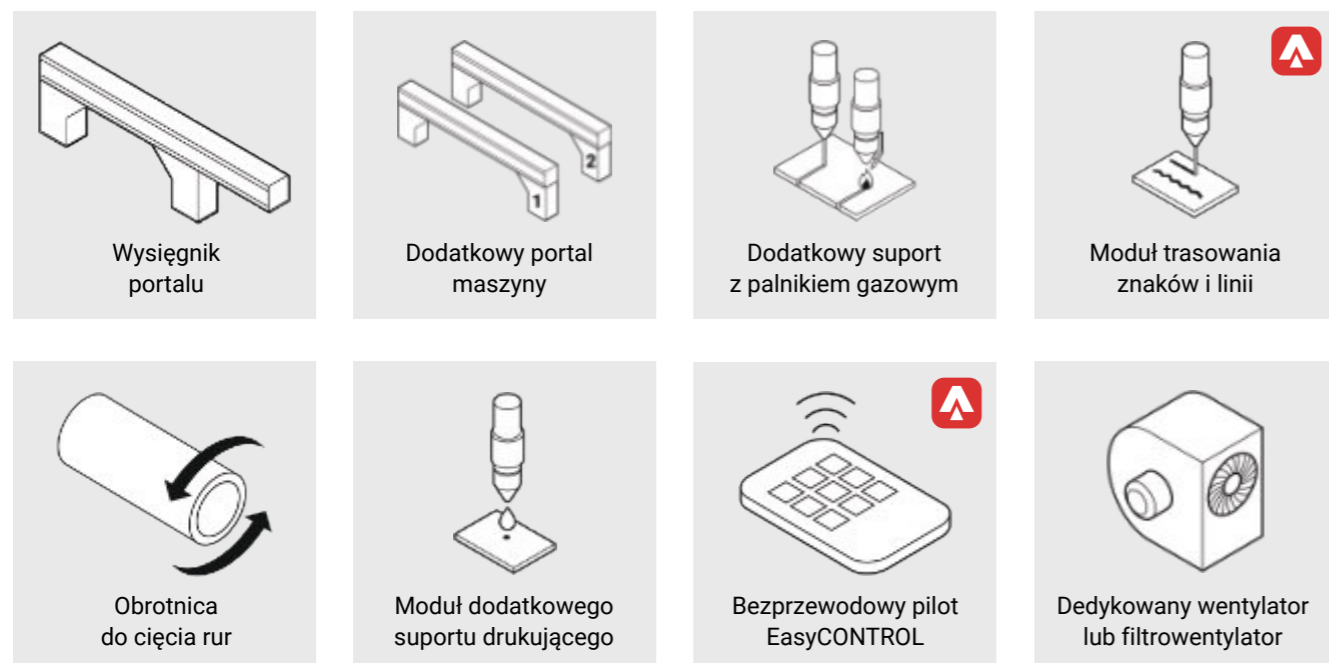 Wysięgnik
portalu
2
1
Dodatkowy portal
maszyny
Dodatkowy suport
z palnikiem gazowym
Moduł trasowania
znaków i linii
Obrotnica
do cięcia rur
Moduł dodatkowego
suportu drukującego
Bezprzewodowy pilot
EasyCONTROL
Dedykowany wentylator
lub filtrowentylator